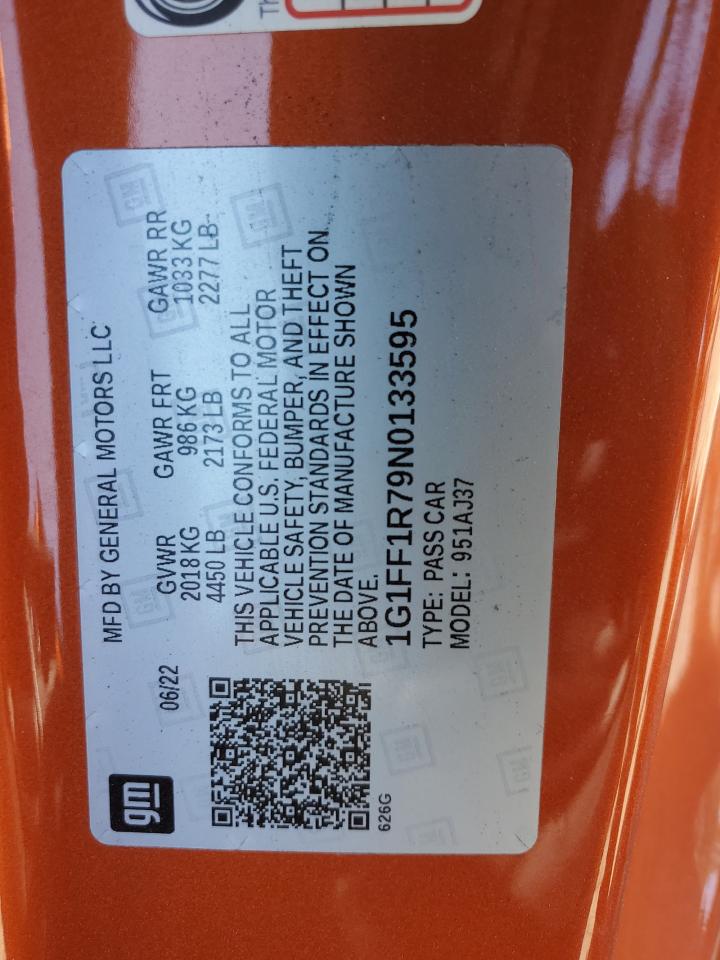 Th
gm
MFD BY GENERAL MOTORS LLC
06/22
GVWR GAWR FRT GAWR RR
2018 KG 986 KG 1033 KG
4450 LB 2173 LB 2277 LB
THIS VEHICLE CONFORMS TO ALL
APPLICABLE U.S. FEDERAL MOTOR
VEHICLE SAFETY, BUMPER, AND THEFT
PREVENTION STANDARDS IN EFFECT ON
THE DATE OF MANUFACTURE SHOWN
ABOVE.
1G1FF1R79N0133595
TYPE: PASS CAR
MODEL: 951AJ37
626G